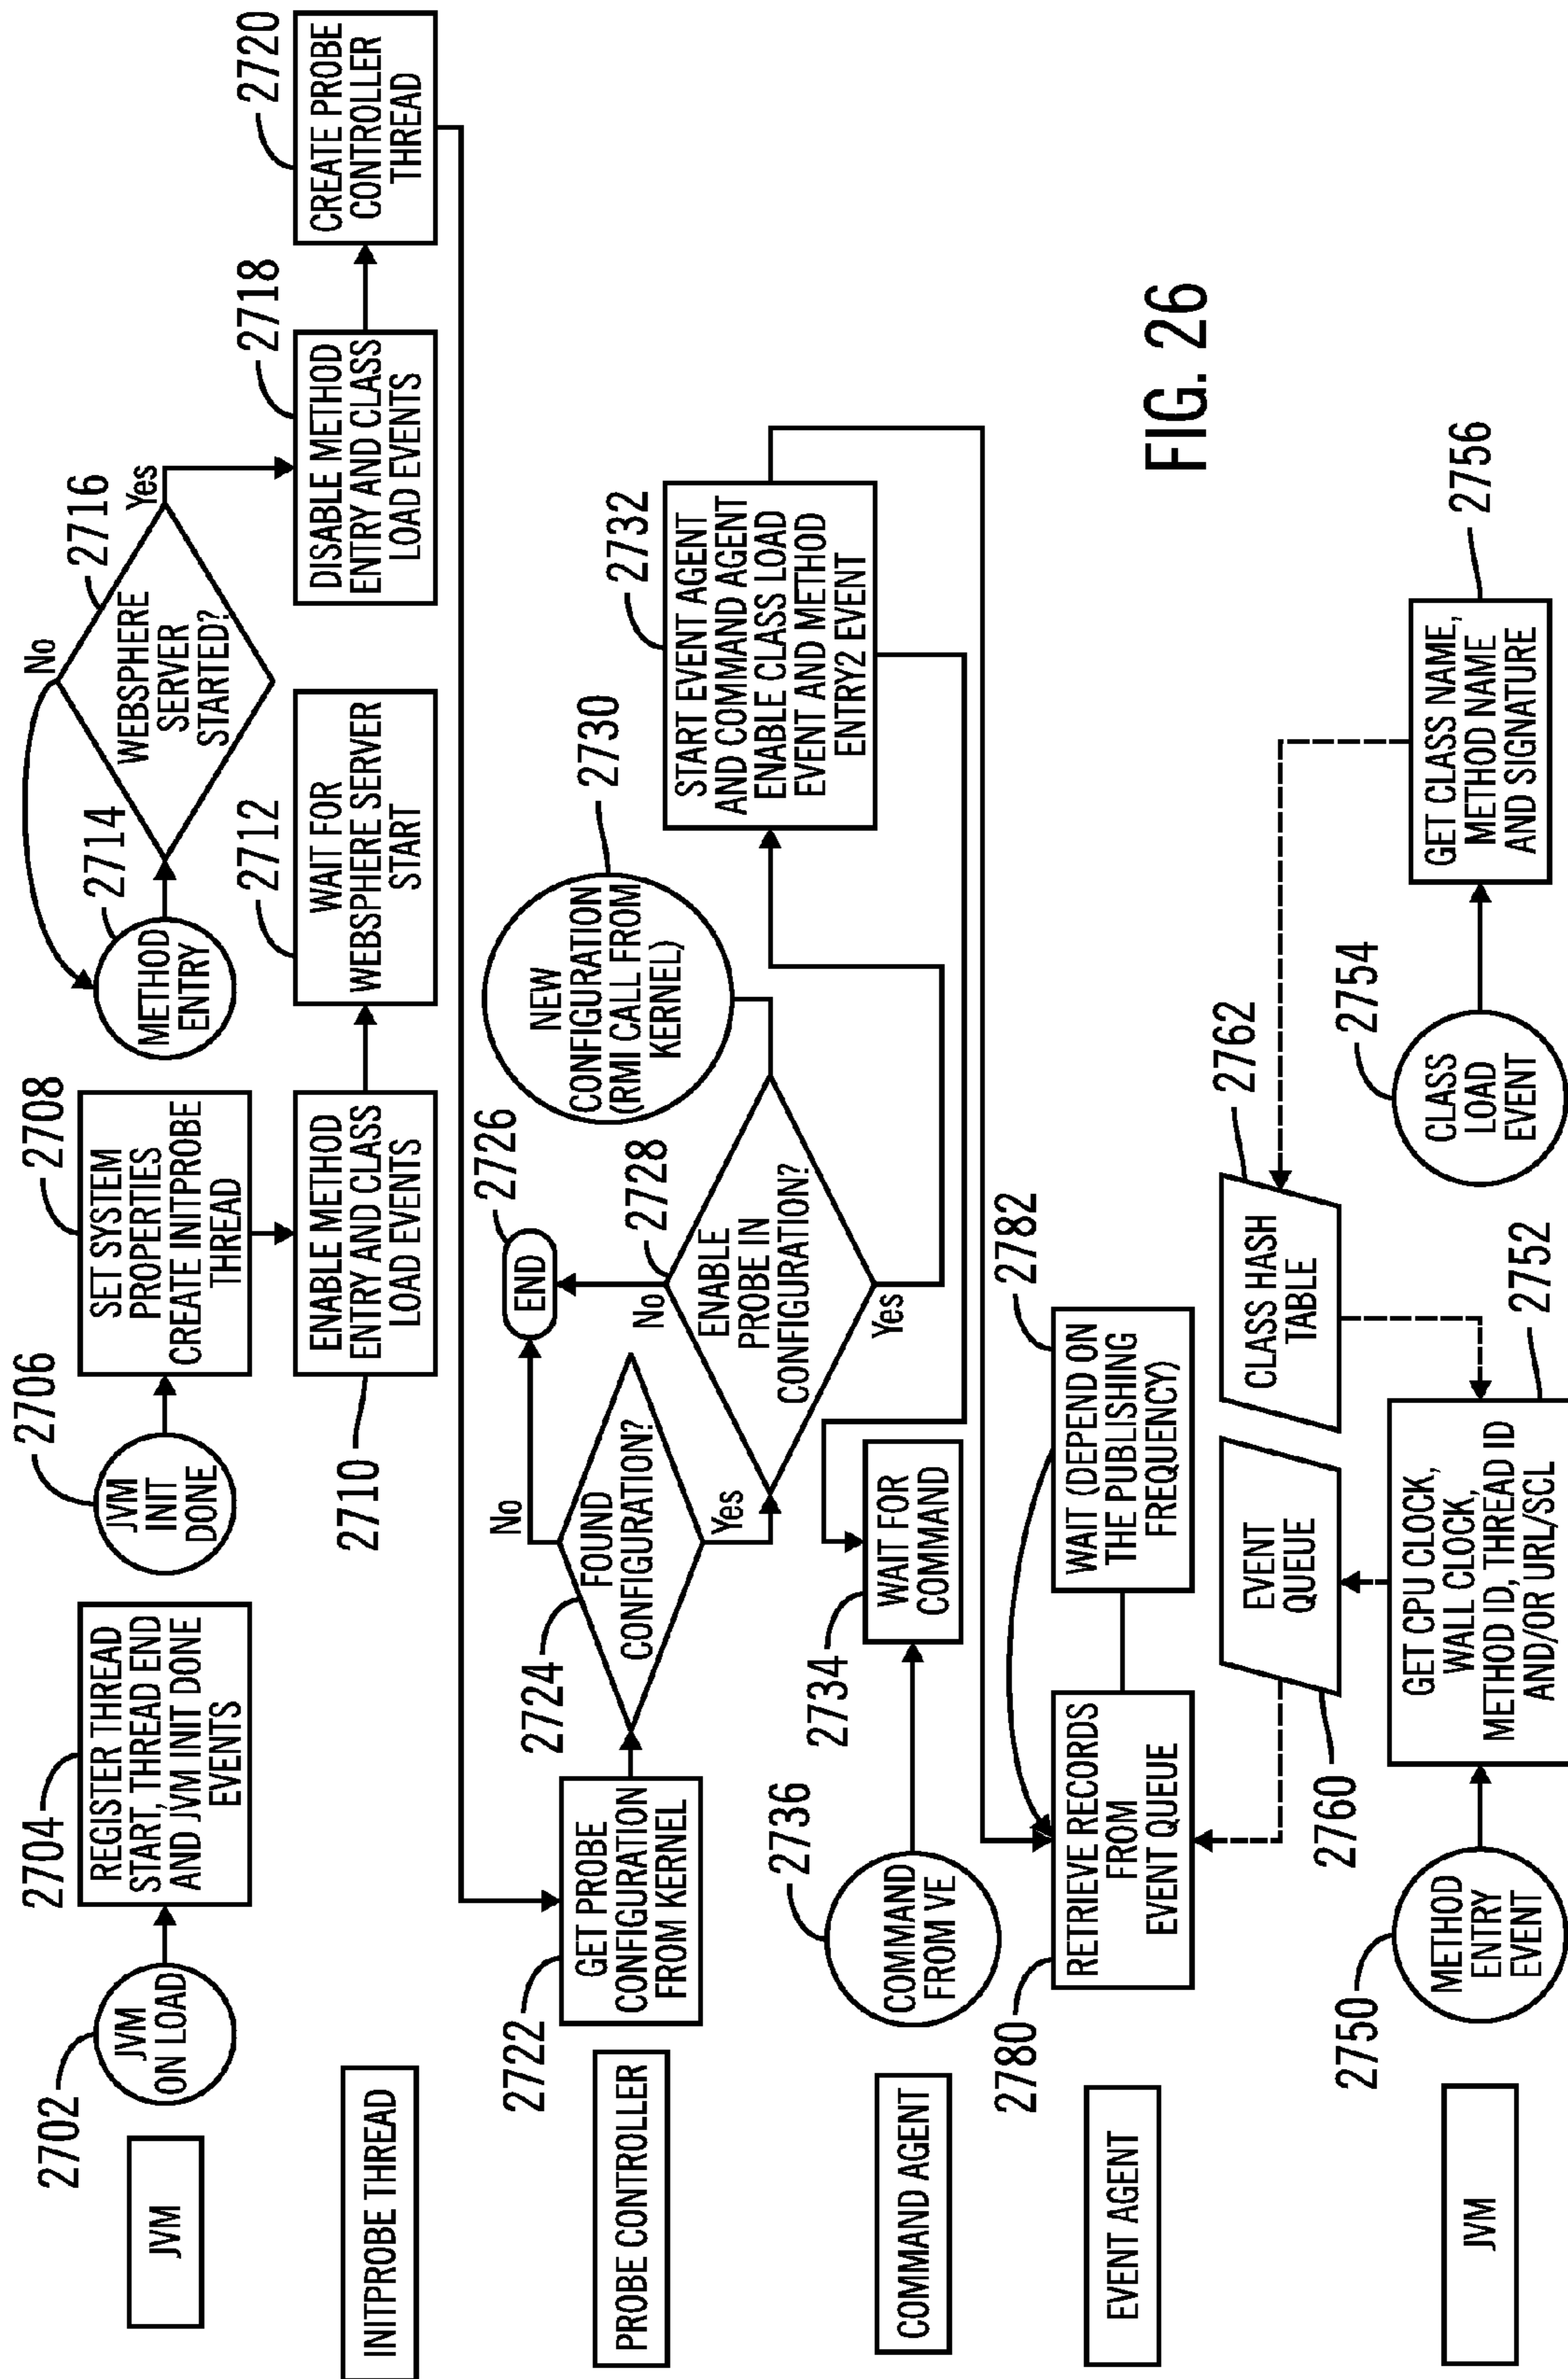 2702
JVM
ON LOAD
2704
REGISTER THREAD
START, THREAD END
AND JVM INIT DONE
EVENTS
2706
JVM
INIT
DONE
2708
SET SYSTEM
PROPERTIES
CREATE INITPROBE
THREAD
2714
METHOD
ENTRY
No
2716
WEBSPHERE
SERVER
STARTED?
Yes
JVM
INITPROBE THREAD
2710
ENABLE METHOD
ENTRY AND CLASS
LOAD EVENTS
2712
WAIT FOR
WEBSPHERE SERVER
START
2718
DISABLE METHOD
ENTRY AND CLASS
LOAD EVENTS
2720
CREATE PROBE
CONTROLLER
THREAD
PROBE CONTROLLER
2722
GET PROBE
CONFIGURATION
FROM KERNEL
2724
FOUND
CONFIGURATION?
No
Yes
2726
END
2728
No
ENABLE
PROBE IN
CONFIGURATION?
Yes
NEW
CONFIGURATION
(RMI CALL FROM
KERNEL)
2730
2732
START EVENT AGENT
AND COMMAND AGENT
ENABLE CLASS LOAD
EVENT AND METHOD
ENTRY2 EVENT
COMMAND AGENT
2736
COMMAND
FROM VE
2734
WAIT FOR
COMMAND
EVENT AGENT
2780
RETRIEVE RECORDS
FROM
EVENT QUEUE
2782
WAIT (DEPEND ON
THE PUBLISHING
FREQUENCY)
FIG. 26
2760
EVENT
QUEUE
2762
CLASS HASH
TABLE
JVM
2750
METHOD
ENTRY
EVENT
GET CPU CLOCK,
WALL CLOCK,
METHOD ID, THREAD ID
AND/OR URL/SCL
2752
2754
CLASS
LOAD
EVENT
2756
GET CLASS NAME,
METHOD NAME
AND SIGNATURE